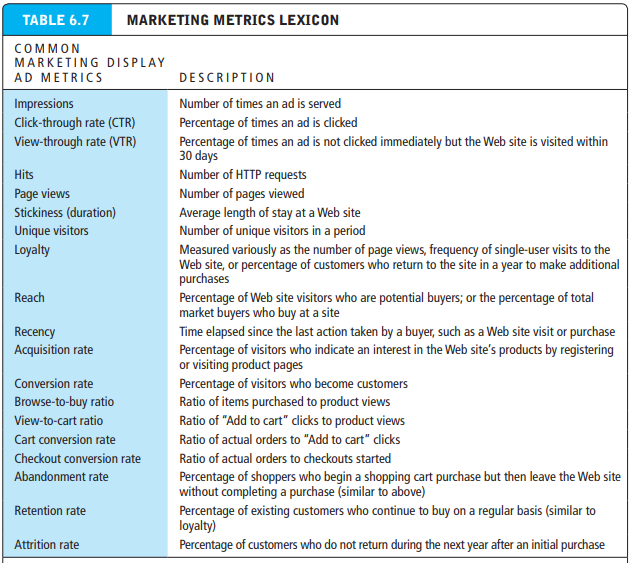 TABLE 6.7 MARKETING METRICS LEXICON
COMMON
MARKETING DISPLAY
AD METRICS DESCRIPTION
Impressions Number of times an ad is served
Click-through rate (CTR) Percentage of times an ad is clicked
View-through rate (VTR) Percentage of times an ad is not clicked immediately but the Web site is visited within
30 days
Hits Number of HTTP requests
Page views Number of pages viewed
Stickiness (duration) Average length of stay at a Web site
Unique visitors Number of unique visitors in a period
Loyalty Measured variously as the number of page views, frequency of single-user visits to the
Web site, or percentage of customers who return to the site in a year to make additional
purchases
Reach Percentage of Web site visitors who are potential buyers; or the percentage of total
market buyers who buy at a site
Recency Time elapsed since the last action taken by a buyer, such as a Web site visit or purchase
Acquisition rate Percentage of visitors who indicate an interest in the Web site's products by registering
or visiting product pages
Conversion rate Percentage of visitors who become customers
Browse-to-buy ratio Ratio of items purchased to product views
View-to-cart ratio Ratio of "Add to cart" clicks to product views
Cart conversion rate Ratio of actual orders to "Add to cart" clicks
Checkout conversion rate Ratio of actual orders to checkouts started
Abandonment rate Percentage of shoppers who begin a shopping cart purchase but then leave the Web site
without completing a purchase (similar to above)
Retention rate Percentage of existing customers who continue to buy on a regular basis (similar to
loyalty)
Attrition rate Percentage of customers who do not return during the next year after an initial purchase